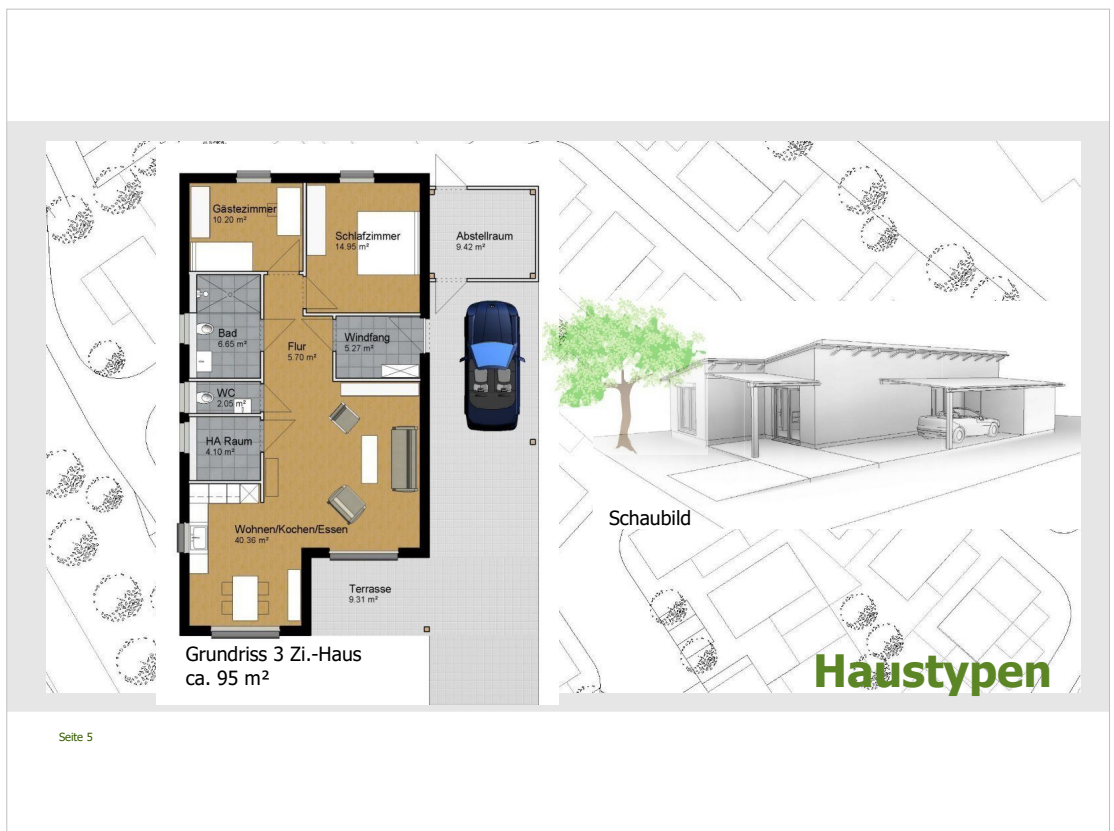 Gästezimmer
10.20 m²
Schlafzimmer
14.95 m²
Abstellraum
9.42 m²
Bad
6.65 m²
Flur
5.70 m²
Windfang
5.27 m²
WC
2.05 m²
HA Raum
4.10 m²
Wohnen/Kochen/Essen
40.36 m²
Terrasse
9.31 m²
Grundriss 3 Zi.-Haus
ca. 95 m²
Schaubild
Haustypen
Seite 5